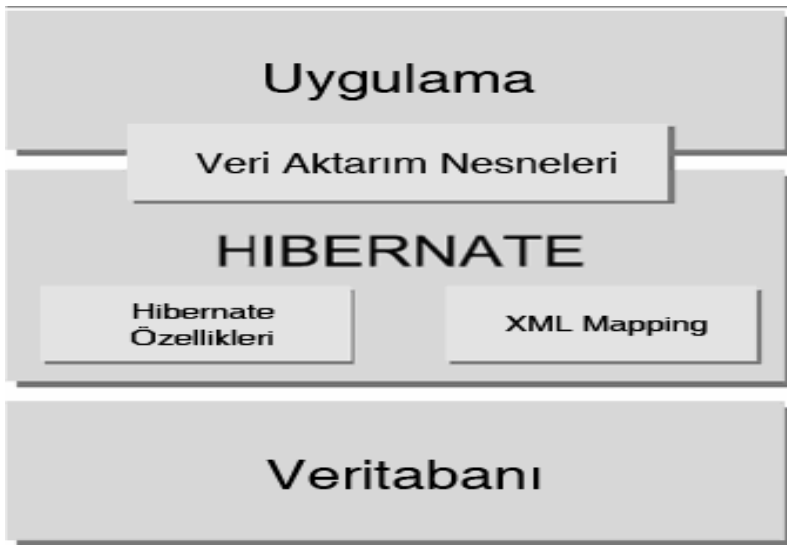 Uygulama
Veri Aktarım Nesneleri
HIBERNATE
Hibernate
Özellikleri
XML Mapping
Veritabanı